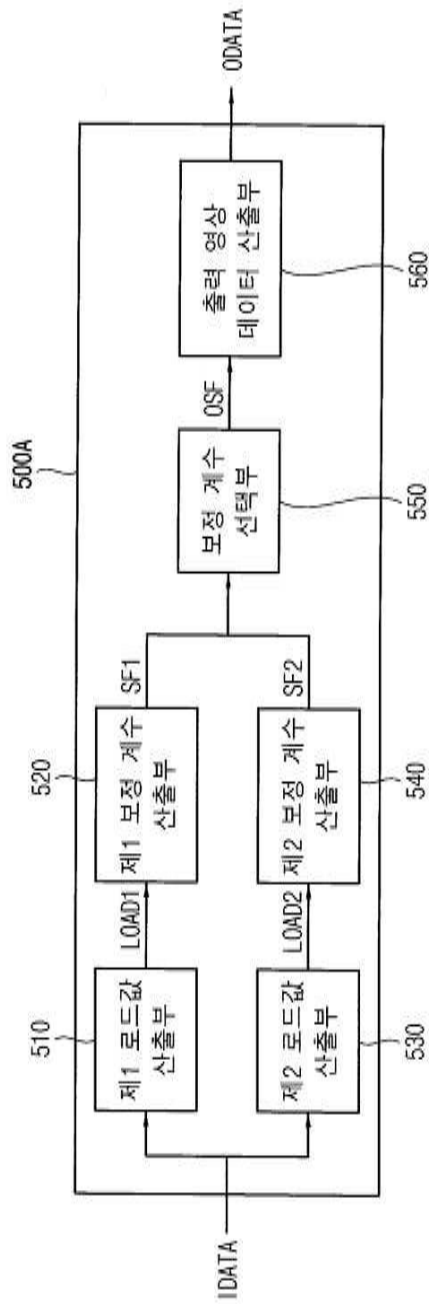 500A
IDATA
510
제1 로드값
산출부
LOAD1
520
제1 보정 계수
산출부
SF1
제2 로드값
산출부
530
LOAD2
제2 보정 계수
산출부
540
SF2
보정 계수
선택부
550
OSF
출력 영상
데이터 산출부
560
ODATA